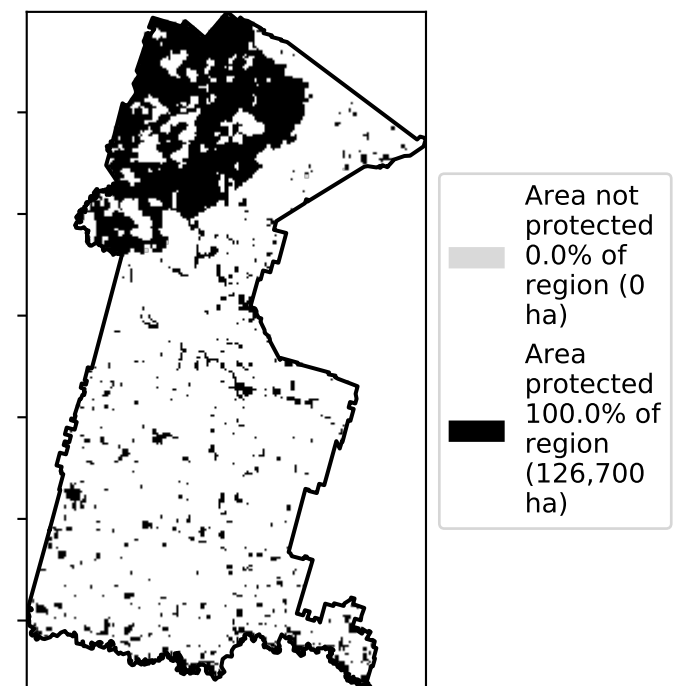 Area not
protected
0.0% of
region (0
ha)
Area
protected
100.0% of
region
(126,700
ha)